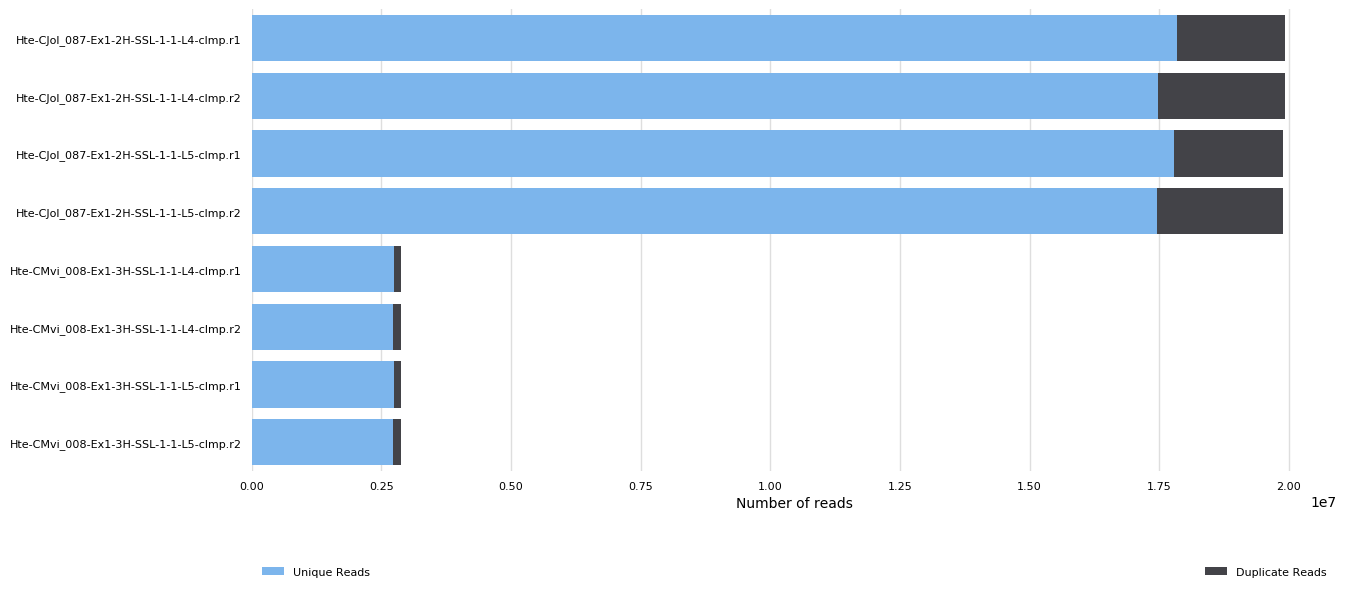 Hte-CJol_087-Ex1-2H-SSL-1-1-L4-clmp.r1
Hte-CJol_087-Ex1-2H-SSL-1-1-L4-clmp.r2
Hte-CJol_087-Ex1-2H-SSL-1-1-L5-clmp.r1
Hte-CJol_087-Ex1-2H-SSL-1-1-L5-clmp.r2
Hte-CMvi_008-Ex1-3H-SSL-1-1-L4-clmp.r1
Hte-CMvi_008-Ex1-3H-SSL-1-1-L4-clmp.r2
Hte-CMvi_008-Ex1-3H-SSL-1-1-L5-clmp.r1
Hte-CMvi_008-Ex1-3H-SSL-1-1-L5-clmp.r2
0.00 0.25 0.50 0.75 1.00 1.25 1.50 1.75 2.00
Number of reads 1e7
Unique Reads Duplicate Reads